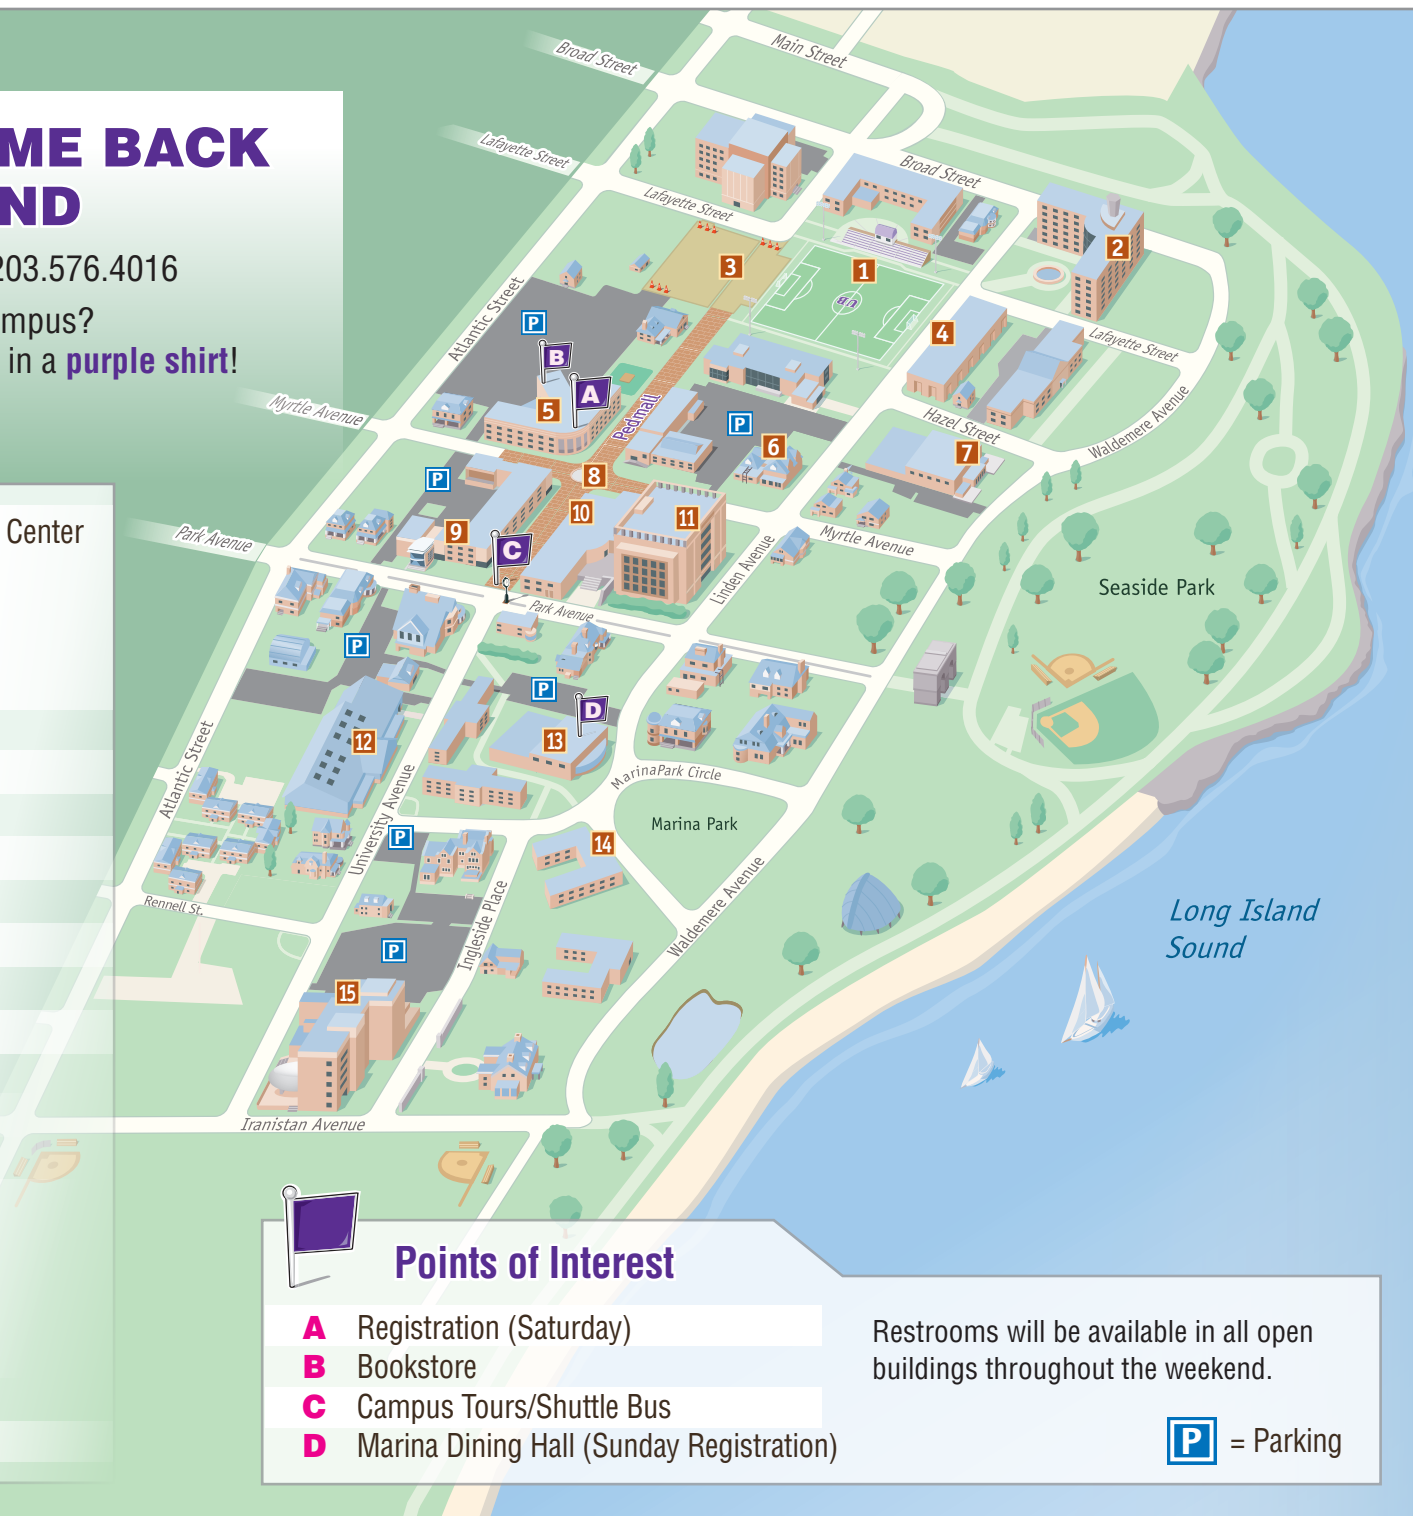 ME BACK
ND
203.576.4016
mpus?
in a purple shirt!
Center
Main Street
Broad Street
Lafayette Street
Broad Street
Lafayette Street
2
3
1
UB
Atlantic Street
P
4
Lafayette Street
B
A
5
Pedmall
P
Myrtle Avenue
Hazel Street
Waldemere Avenue
6
7
P
8
10
11
9
C
Park Avenue
Linden Avenue
Myrtle Avenue
Seaside Park
Park Avenue
P
P
D
12
13
Atlantic Street
MarinaPark Circle
University Avenue
Marina Park
P
14
Rennell St.
Ingleside Place
Waldemere Avenue
P
15
Long Island
Sound
Iranistan Avenue
Points of Interest
A Registration (Saturday)
B Bookstore
C Campus Tours/Shuttle Bus
D Marina Dining Hall (Sunday Registration)
Restrooms will be available in all open
buildings throughout the weekend.
P = Parking